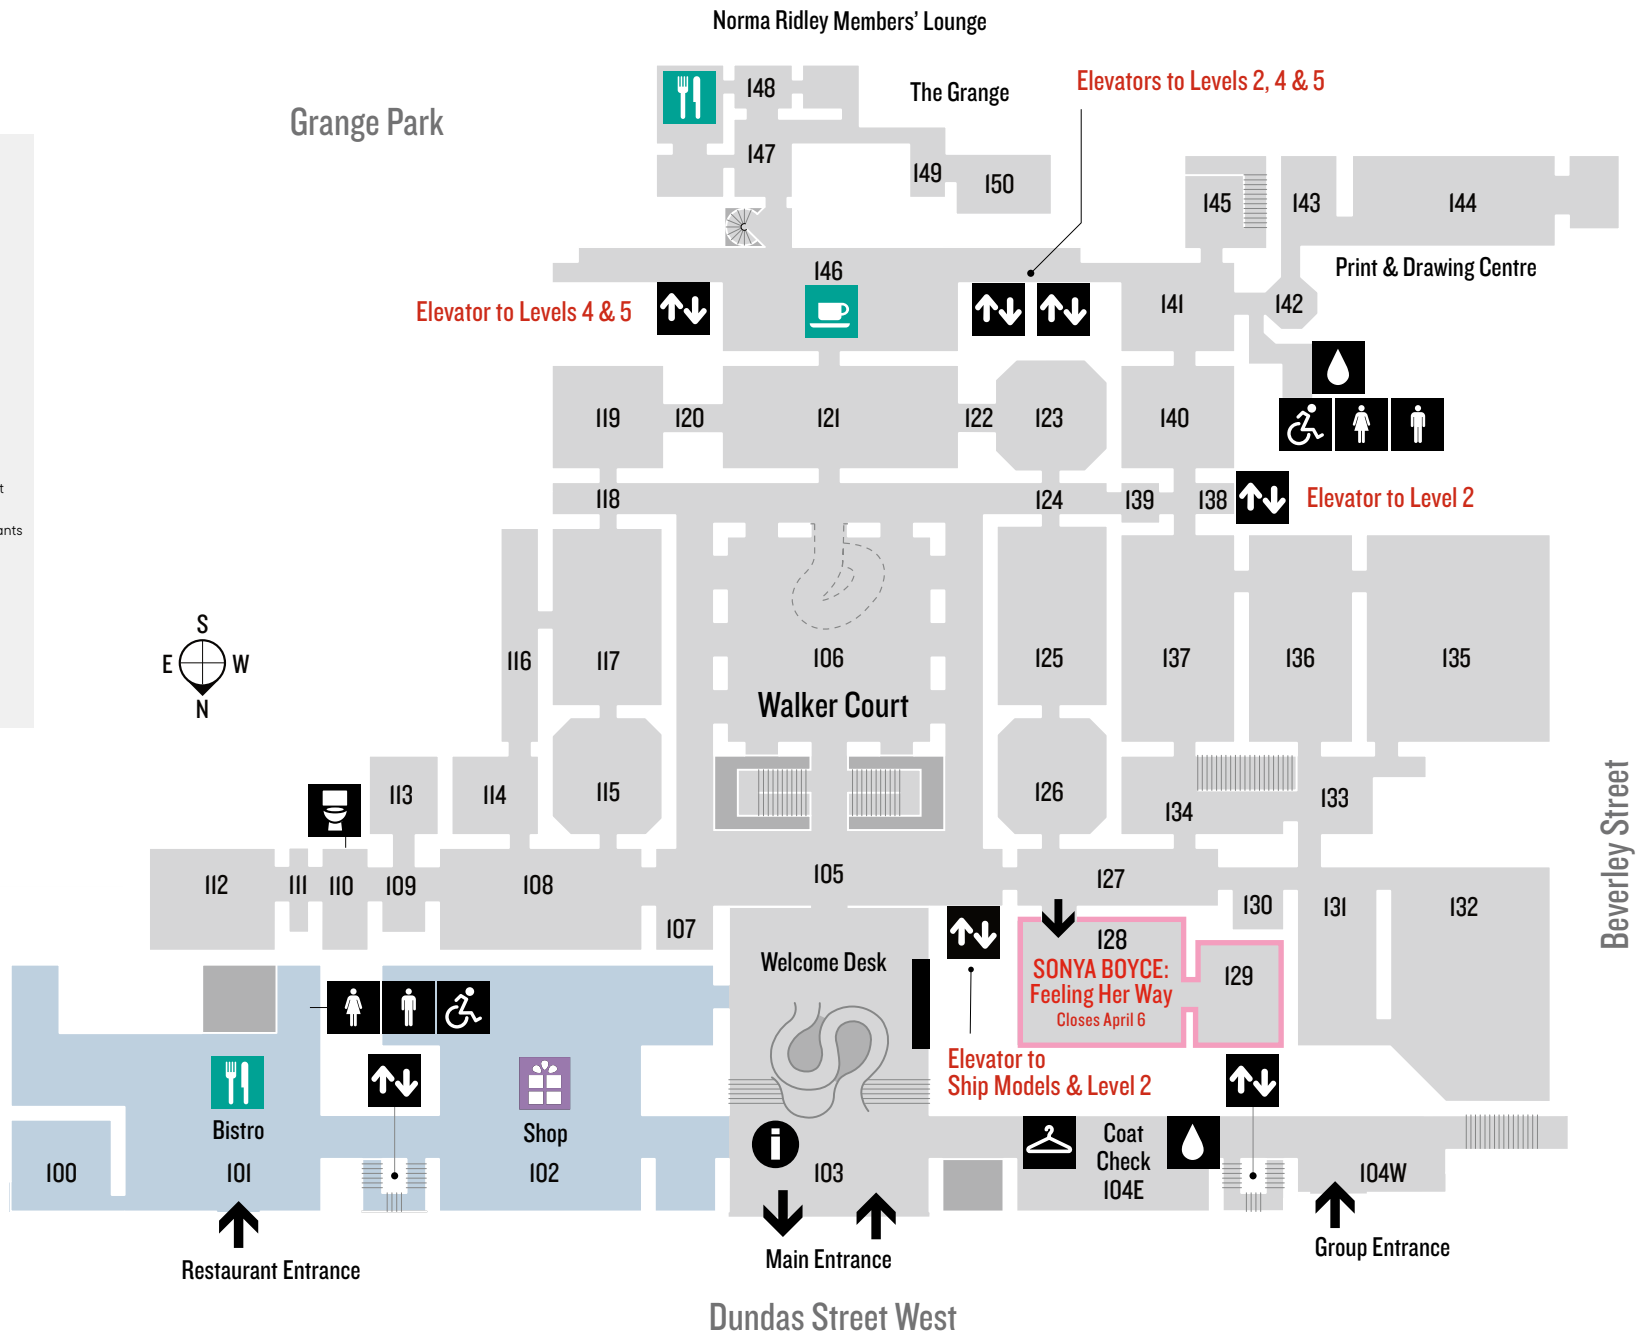 Norma Ridley Members' Lounge
Elevators to Levels 2, 4 & 5
148
The Grange
Grange Park
147
149
150
145
143
144
146
Print & Drawing Centre
Elevator to Levels 4 & 5
141
142
119
120
121
122
123
140
t
118
124
139
138
Elevator to Level 2
ants
S
E
W
N
116
117
106
125
137
136
135
Walker Court
113
114
115
126
134
133
Beverley Street
112
111
110
109
108
105
127
107
130
131
132
Welcome Desk
128
SONYA BOYCE:
Feeling Her Way
Closes April 6
129
Elevator to
Ship Models & Level 2
Bistro
Shop
i
Coat
Check
104E
100
101
102
103
104W
Restaurant Entrance
Main Entrance
Group Entrance
Dundas Street West